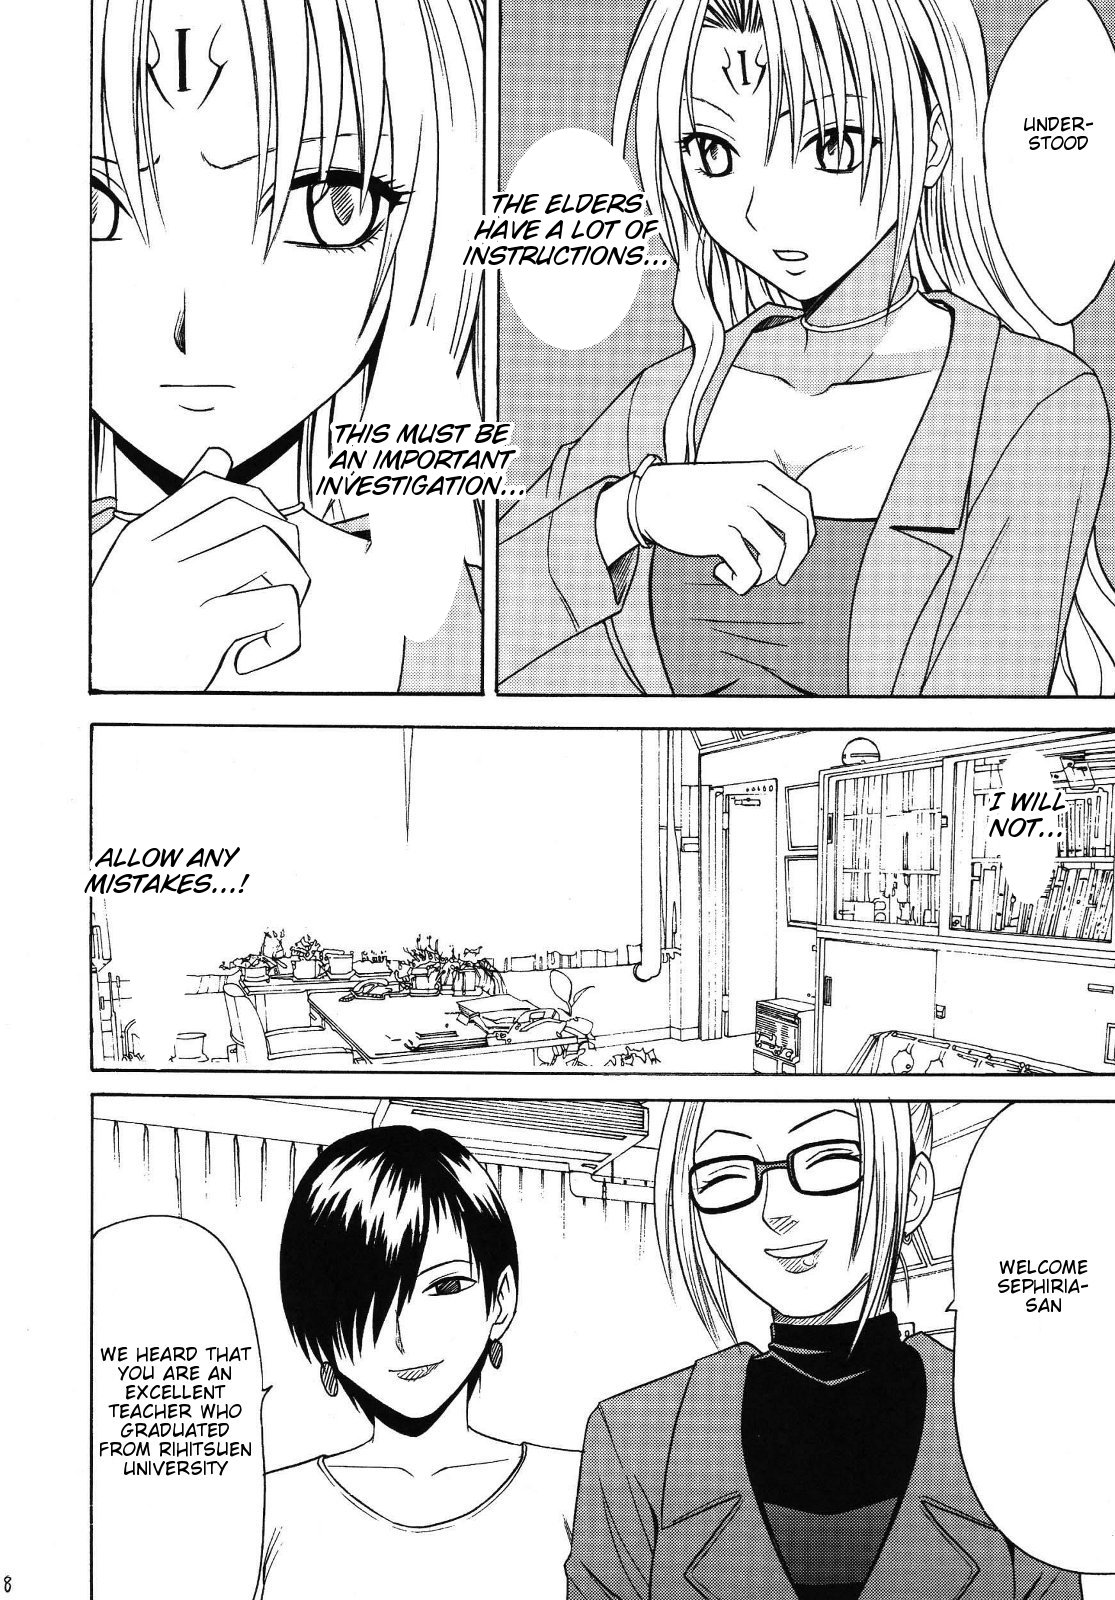 UNDER-
STOOD
I
THE ELDERS
HAVE A LOT OF
INSTRUCTIONS...
I
THIS MUST BE
AN IMPORTANT
INVESTIGATION...
I WILL
NOT...
ALLOW ANY
MISTAKES...!
WELCOME
SEPHIRIA-
SAN
WE HEARD THAT
YOU ARE AN
EXCELLENT
TEACHER WHO
GRADUATED
FROM RIHITSUEN
UNIVERSITY
8